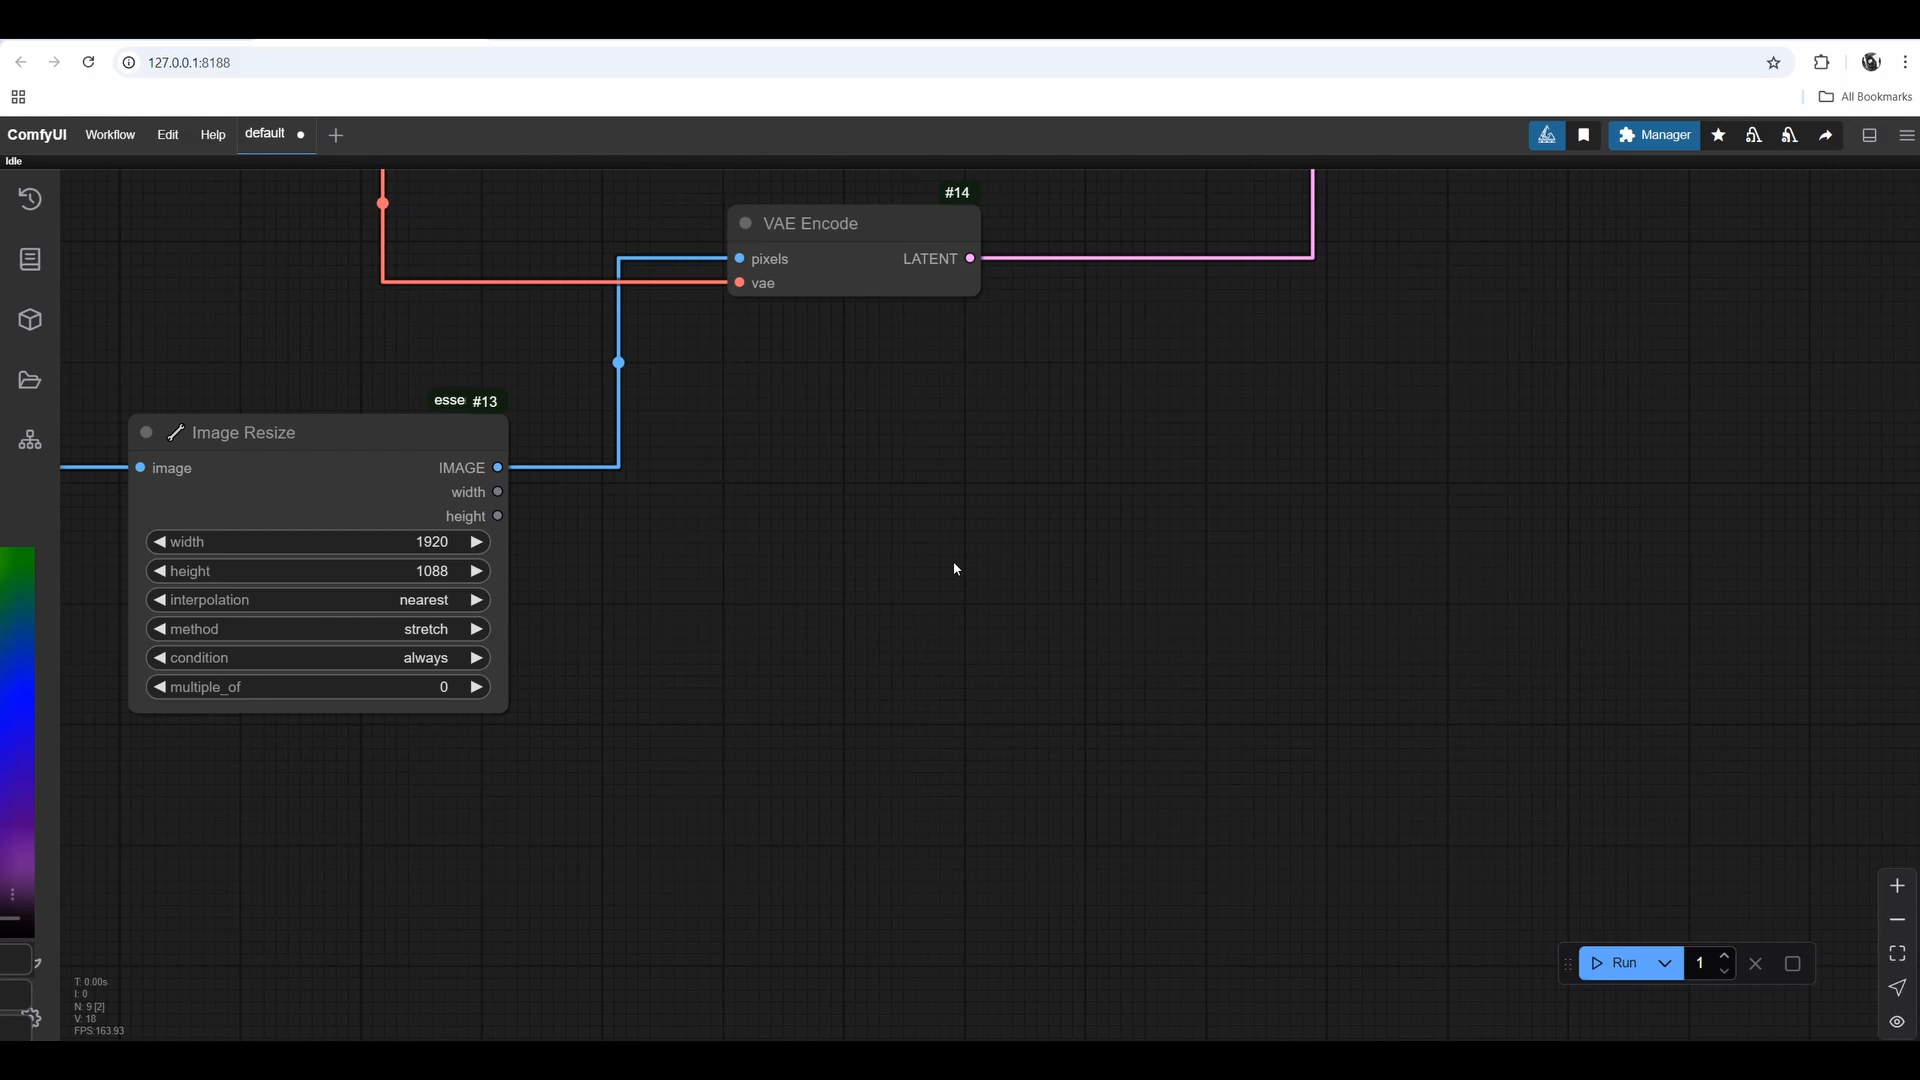 127.0.0.1:8188
All Bookmarks
ComfyUI Workflow Edit Help default
Manager
Idle
#14
VAE Encode
pixels LATENT
vae
esse #13
Image Resize
image IMAGE
width
height
width 1920
height 1088
interpolation nearest
method stretch
condition always
multiple_of 0
Run 1
T: 0.00s
I: 0
N: 9 [2]
V: 18
FPS:163.93